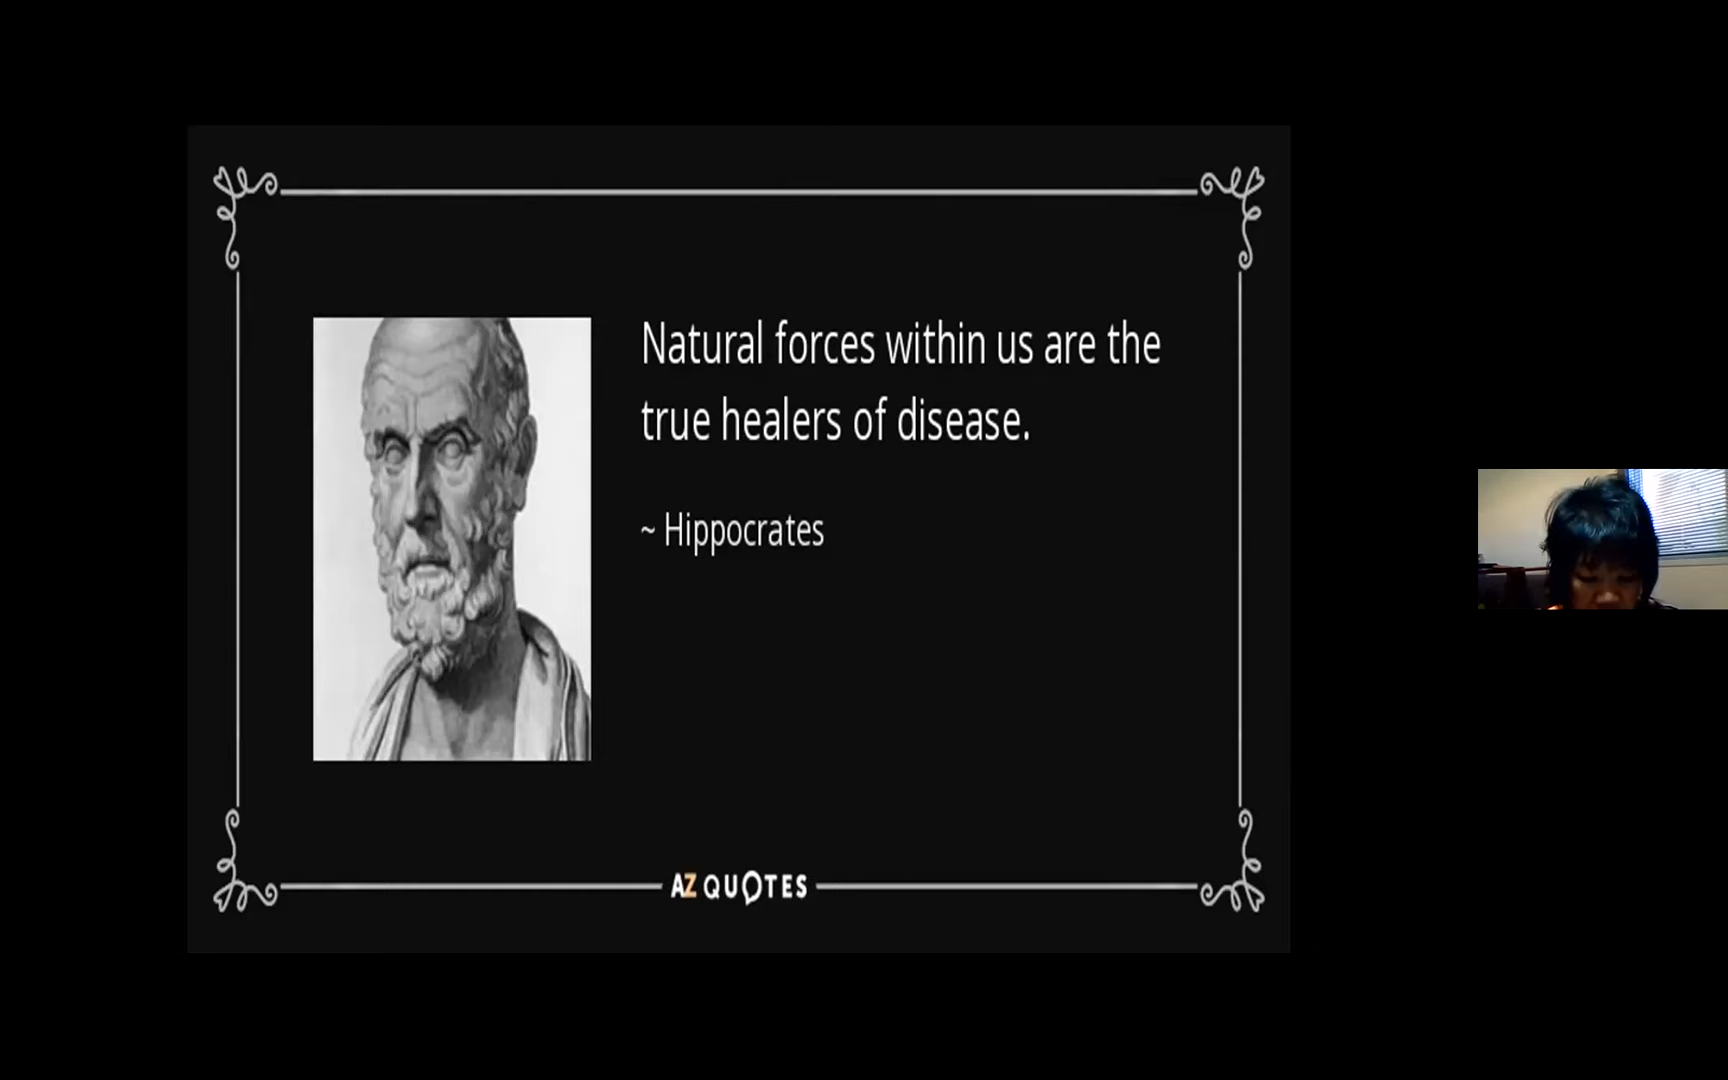 Natural forces within us are the
true healers of disease.
~ Hippocrates
AZ QUOTES